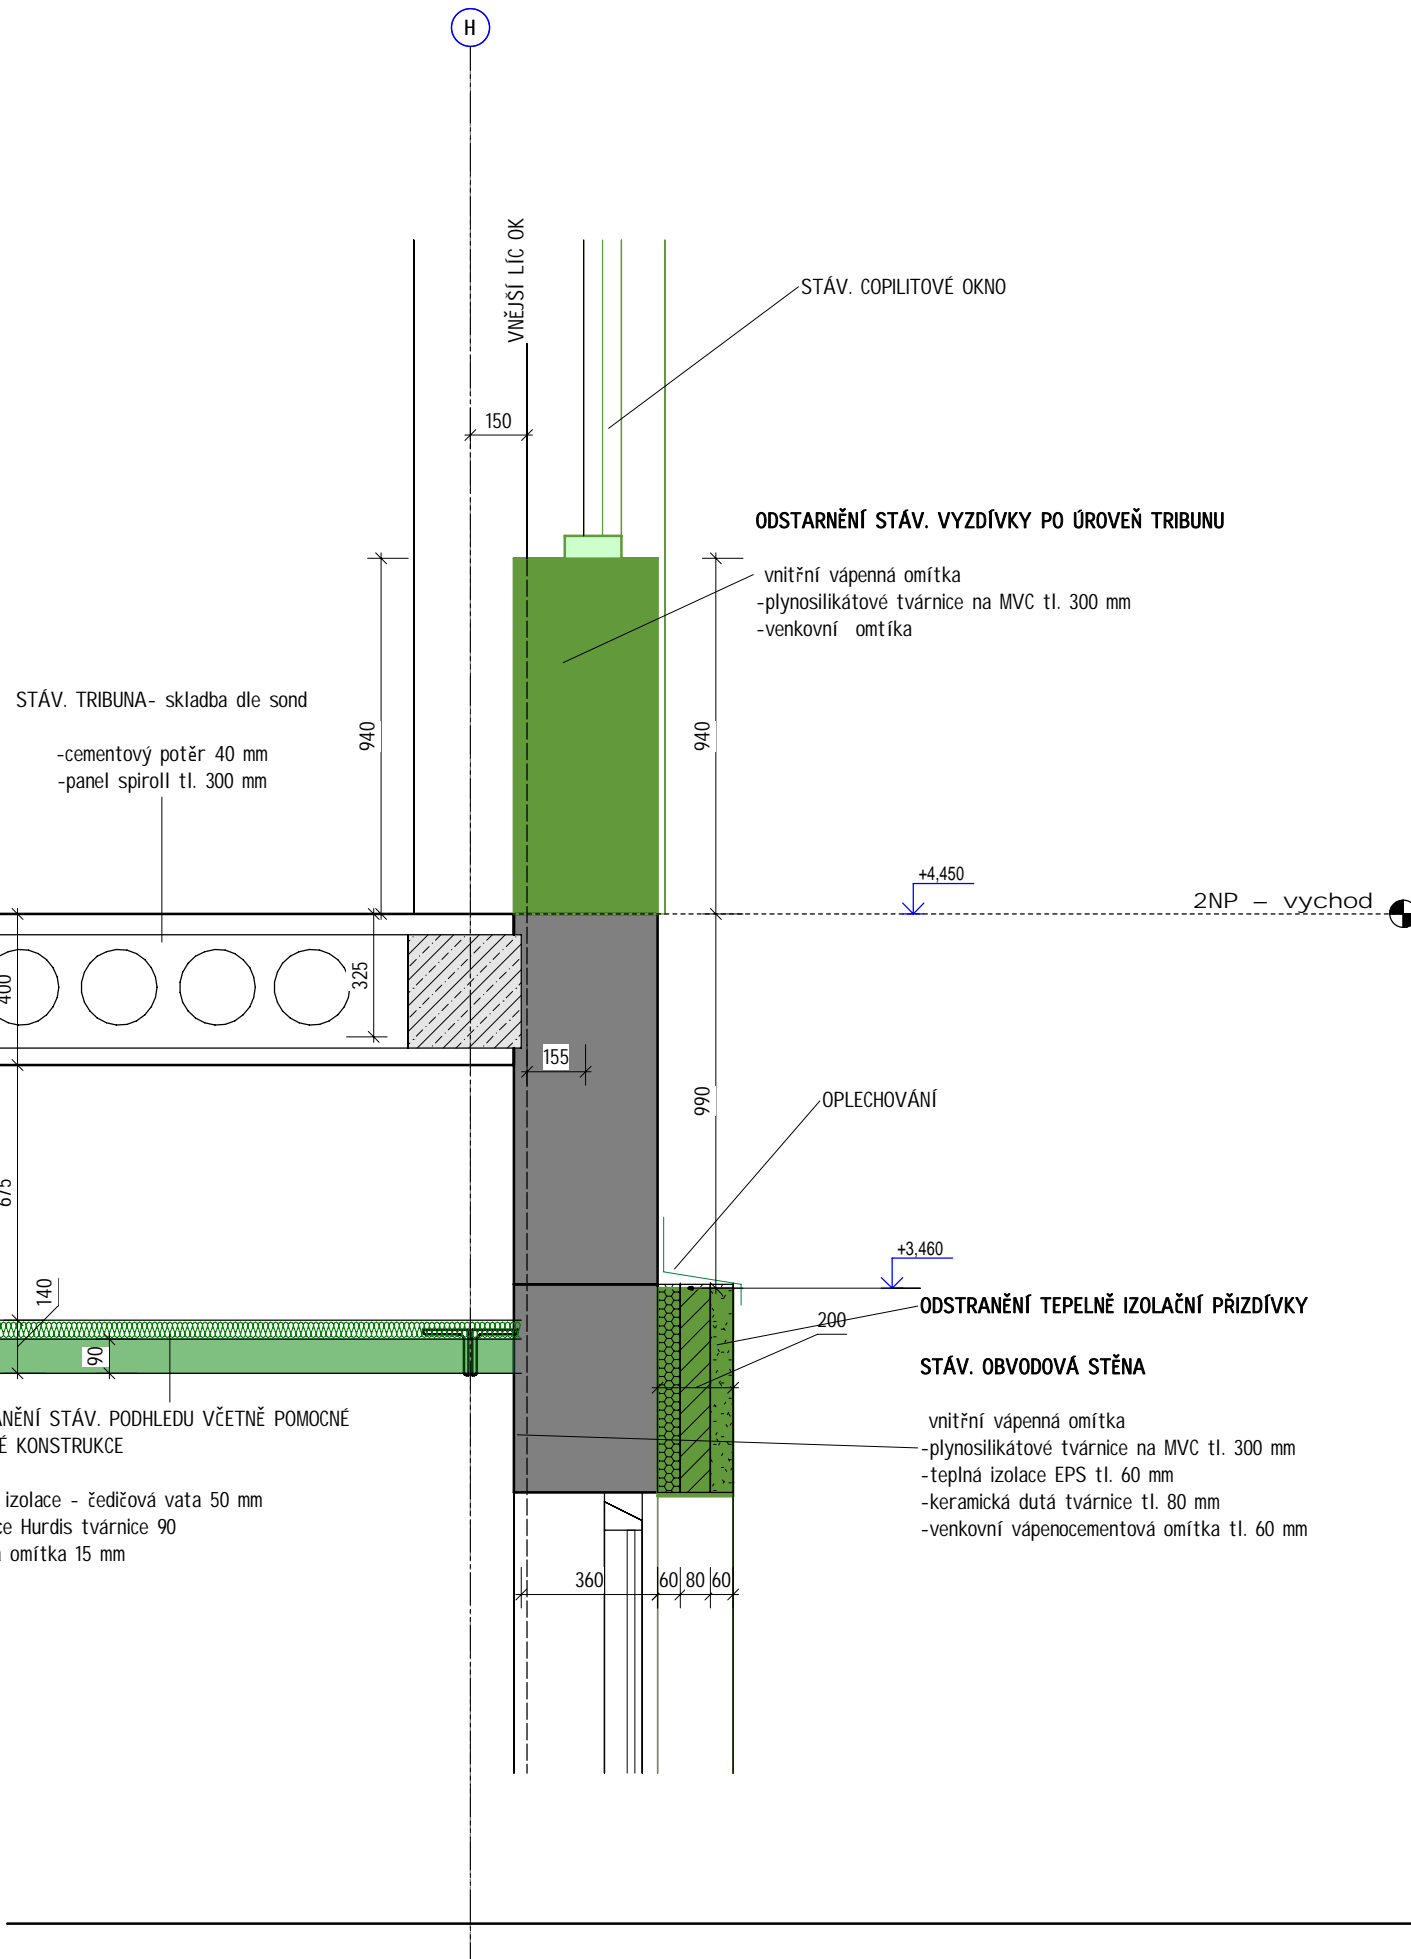 H
VNĚJŠÍ LÍC OK
STÁV. COPILITOVÉ OKNO
150
ODSTARNĚNÍ STÁV. VYZDÍVKY PO ÚROVEŇ TRIBUNU
vnitřní vápenná omítka
-plynosilikátové tvárnice na MVC tl. 300 mm
-venkovní omtíka
STÁV. TRIBUNA- skladba dle sond
-cementový potěr 40 mm
-panel spiroll tl. 300 mm
940
940
+4,450
2NP – vychod
400
325
155
990
OPLECHOVÁNÍ
675
+3,460
140
90
ODSTRANĚNÍ TEPELNĚ IZOLAČNÍ PŘIZDÍVKY
200
STÁV. OBVODOVÁ STĚNA
vnitřní vápenná omítka
-plynosilikátové tvárnice na MVC tl. 300 mm
-teplná izolace EPS tl. 60 mm
-keramická dutá tvárnice tl. 80 mm
-venkovní vápenocementová omítka tl. 60 mm
ANĚNÍ STÁV. PODHLEDU VČETNĚ POMOCNÉ
É KONSTRUKCE
izolace - čedičová vata 50 mm
ce Hurdis tvárnice 90
omítka 15 mm
360 60 80 60